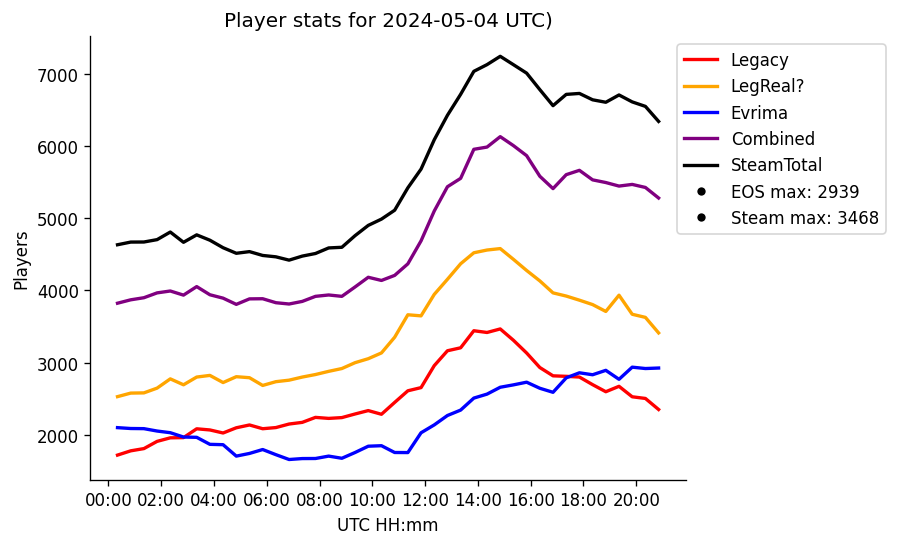 Player stats for 2024-05-04 UTC)
Legacy
LegReal?
Evrima
Combined
SteamTotal
EOS max: 2939
Steam max: 3468
Players
7000
6000
5000
4000
3000
2000
00:00 02:00 04:00 06:00 08:00 10:00 12:00 14:00 16:00 18:00 20:00
UTC HH:mm